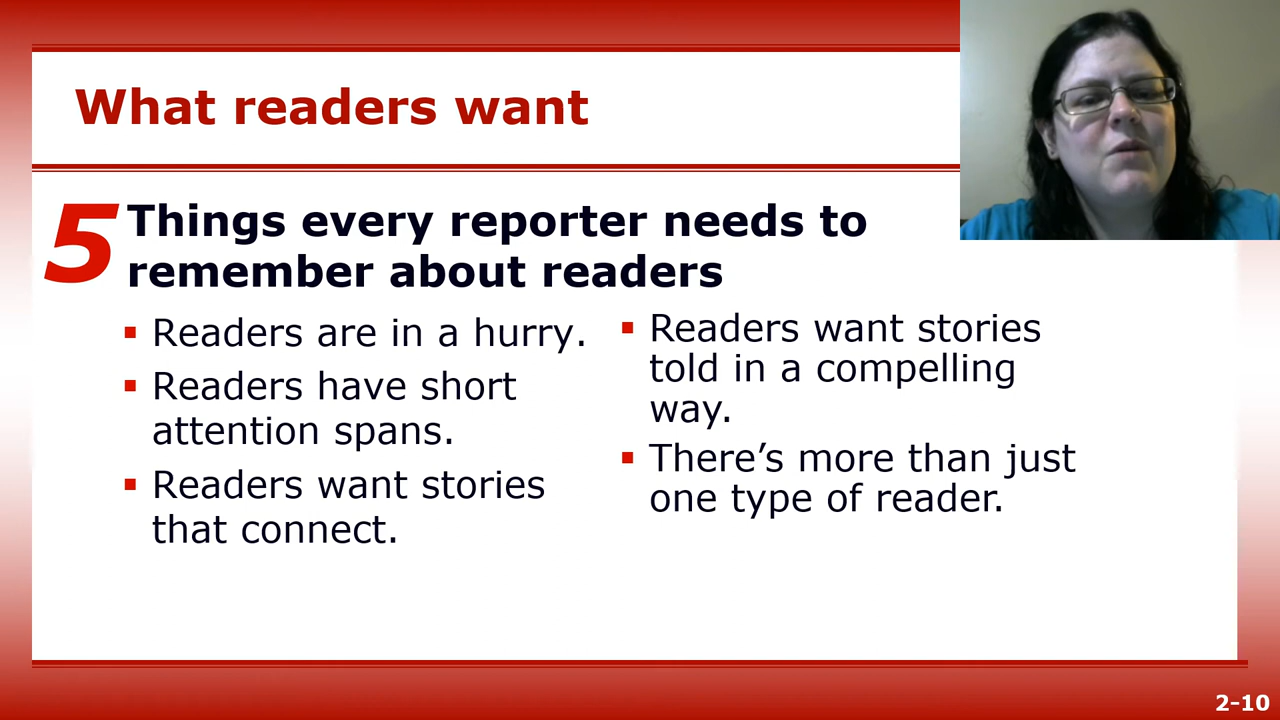 What readers want
5
Things every reporter needs to
remember about readers
Readers are in a hurry.
Readers have short
attention spans.
Readers want stories
that connect.
Readers want stories
told in a compelling
way.
There’s more than just
one type of reader.
2-10